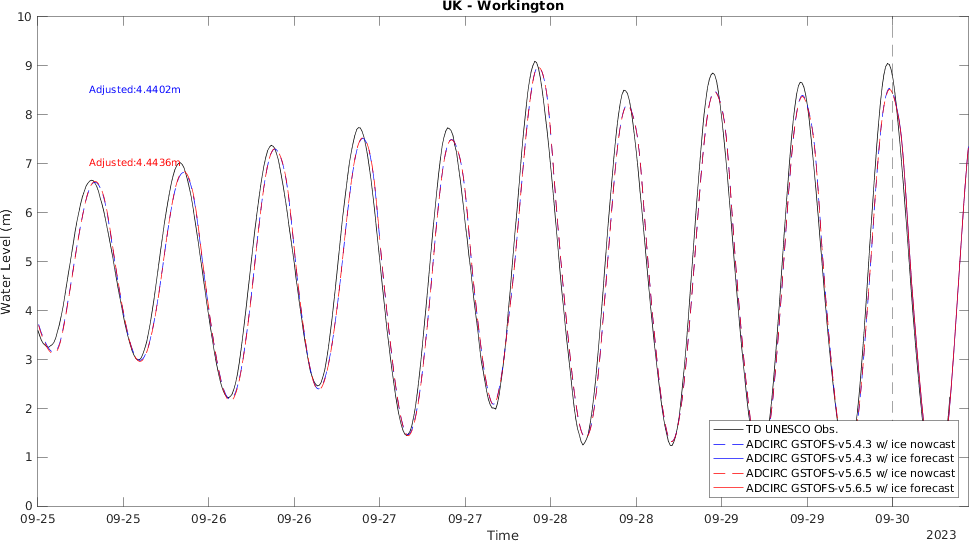 UK - Workington
10
9
8
7
6
5
4
3
2
1
0
Water Level (m)
Adjusted:4.4402m
Adjusted:4.4436m
TD UNESCO Obs.
ADCIRC GSTOFS-v5.4.3 w/ ice nowcast
ADCIRC GSTOFS-v5.4.3 w/ ice forecast
ADCIRC GSTOFS-v5.6.5 w/ ice nowcast
ADCIRC GSTOFS-v5.6.5 w/ ice forecast
09-25 09-25 09-26 09-26 09-27 09-27 09-28 09-28 09-29 09-29 09-30
Time
2023